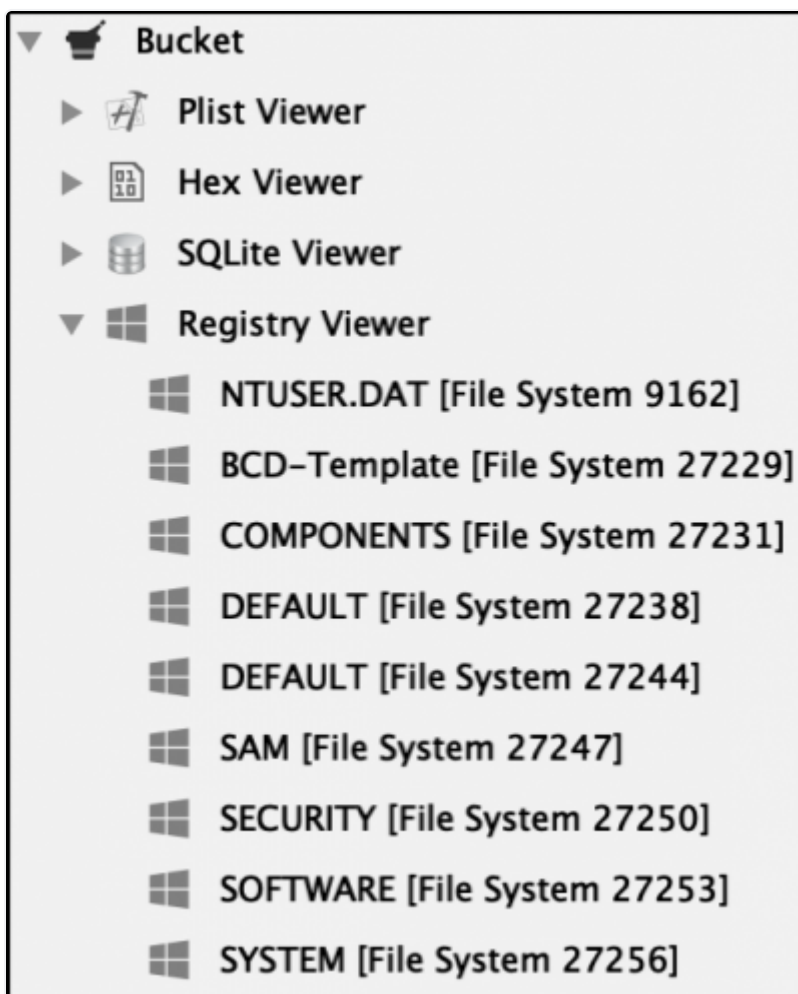 Bucket
Plist Viewer
Hex Viewer
SQLite Viewer
Registry Viewer
NTUSER.DAT [File System 9162]
BCD-Template [File System 27229]
COMPONENTS [File System 27231]
DEFAULT [File System 27238]
DEFAULT [File System 27244]
SAM [File System 27247]
SECURITY [File System 27250]
SOFTWARE [File System 27253]
SYSTEM [File System 27256]